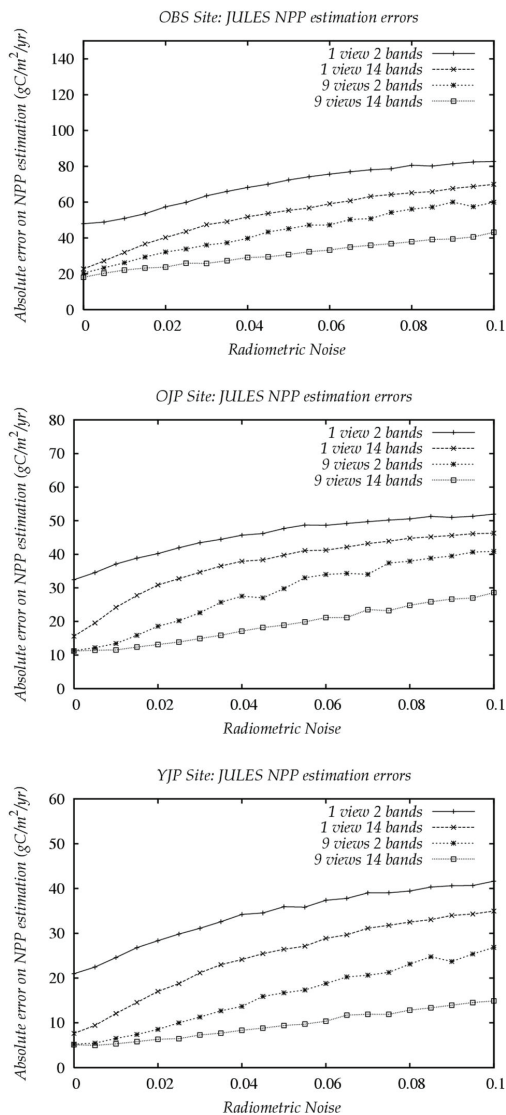 OBS Site: JULES NPP estimation errors
Absolute error on NPP estimation (gC/m²/yr)
140
120
100
80
60
40
20
0
1 view 2 bands
1 view 14 bands
9 views 2 bands
9 views 14 bands
0 0.02 0.04 0.06 0.08 0.1
Radiometric Noise
OJP Site: JULES NPP estimation errors
Absolute error on NPP estimation (gC/m²/yr)
80
70
60
50
40
30
20
10
0
1 view 2 bands
1 view 14 bands
9 views 2 bands
9 views 14 bands
0 0.02 0.04 0.06 0.08 0.1
Radiometric Noise
YJP Site: JULES NPP estimation errors
Absolute error on NPP estimation (gC/m²/yr)
60
50
40
30
20
10
0
1 view 2 bands
1 view 14 bands
9 views 2 bands
9 views 14 bands
0 0.02 0.04 0.06 0.08 0.1
Radiometric Noise